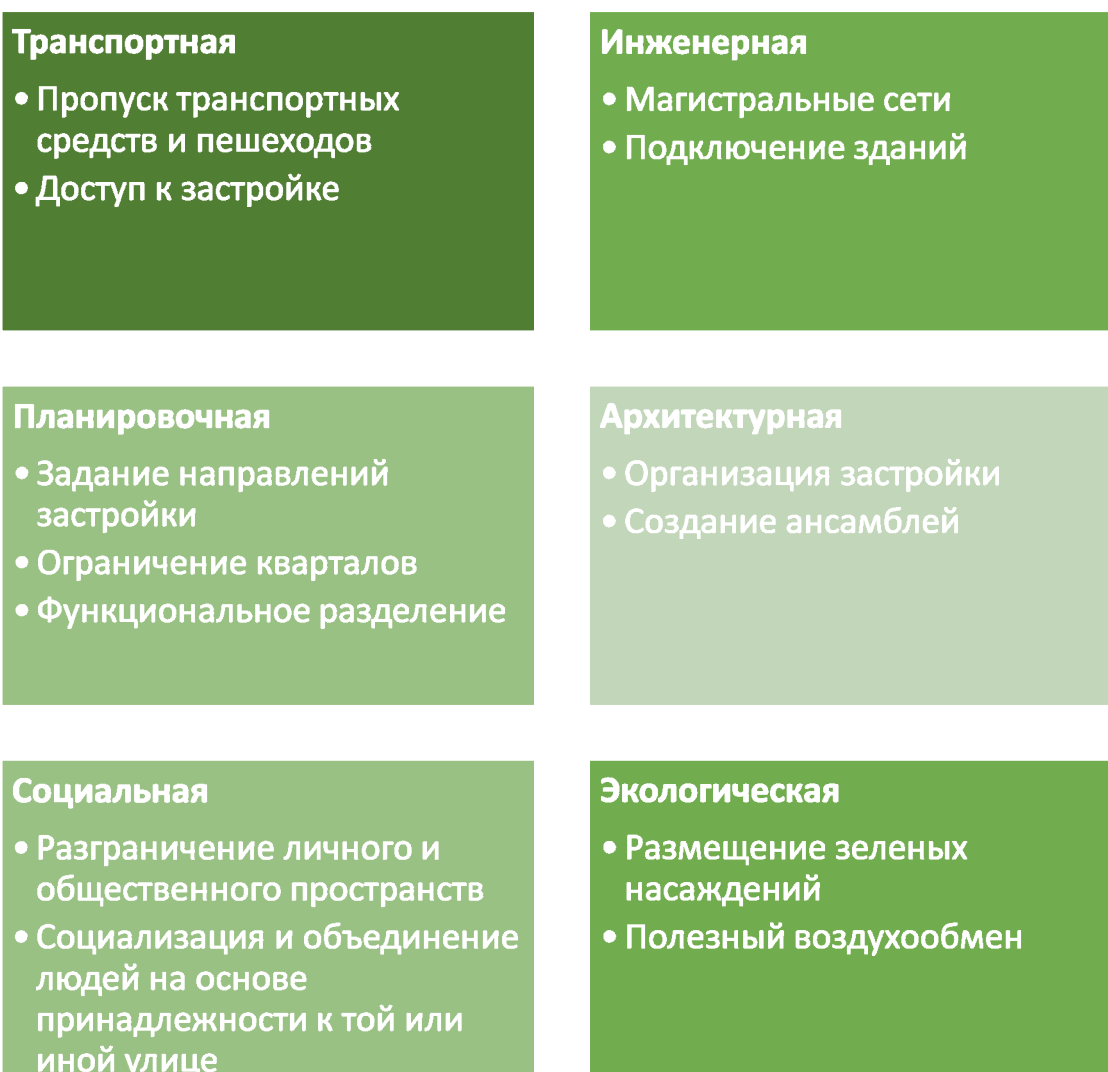 Транспортная
• Пропуск транспортных
средств и пешеходов
• Доступ к застройке
Инженерная
• Магистральные сети
• Подключение зданий
Планировочная
• Задание направлений
застройки
• Ограничение кварталов
• Функциональное разделение
Архитектурная
• Организация застройки
• Создание ансамблей
Социальная
• Разграничение личного и
общественного пространств
• Социализация и объединение
людей на основе
принадлежности к той или
иной улице
Экологическая
• Размещение зеленых
насаждений
• Полезный воздухообмен